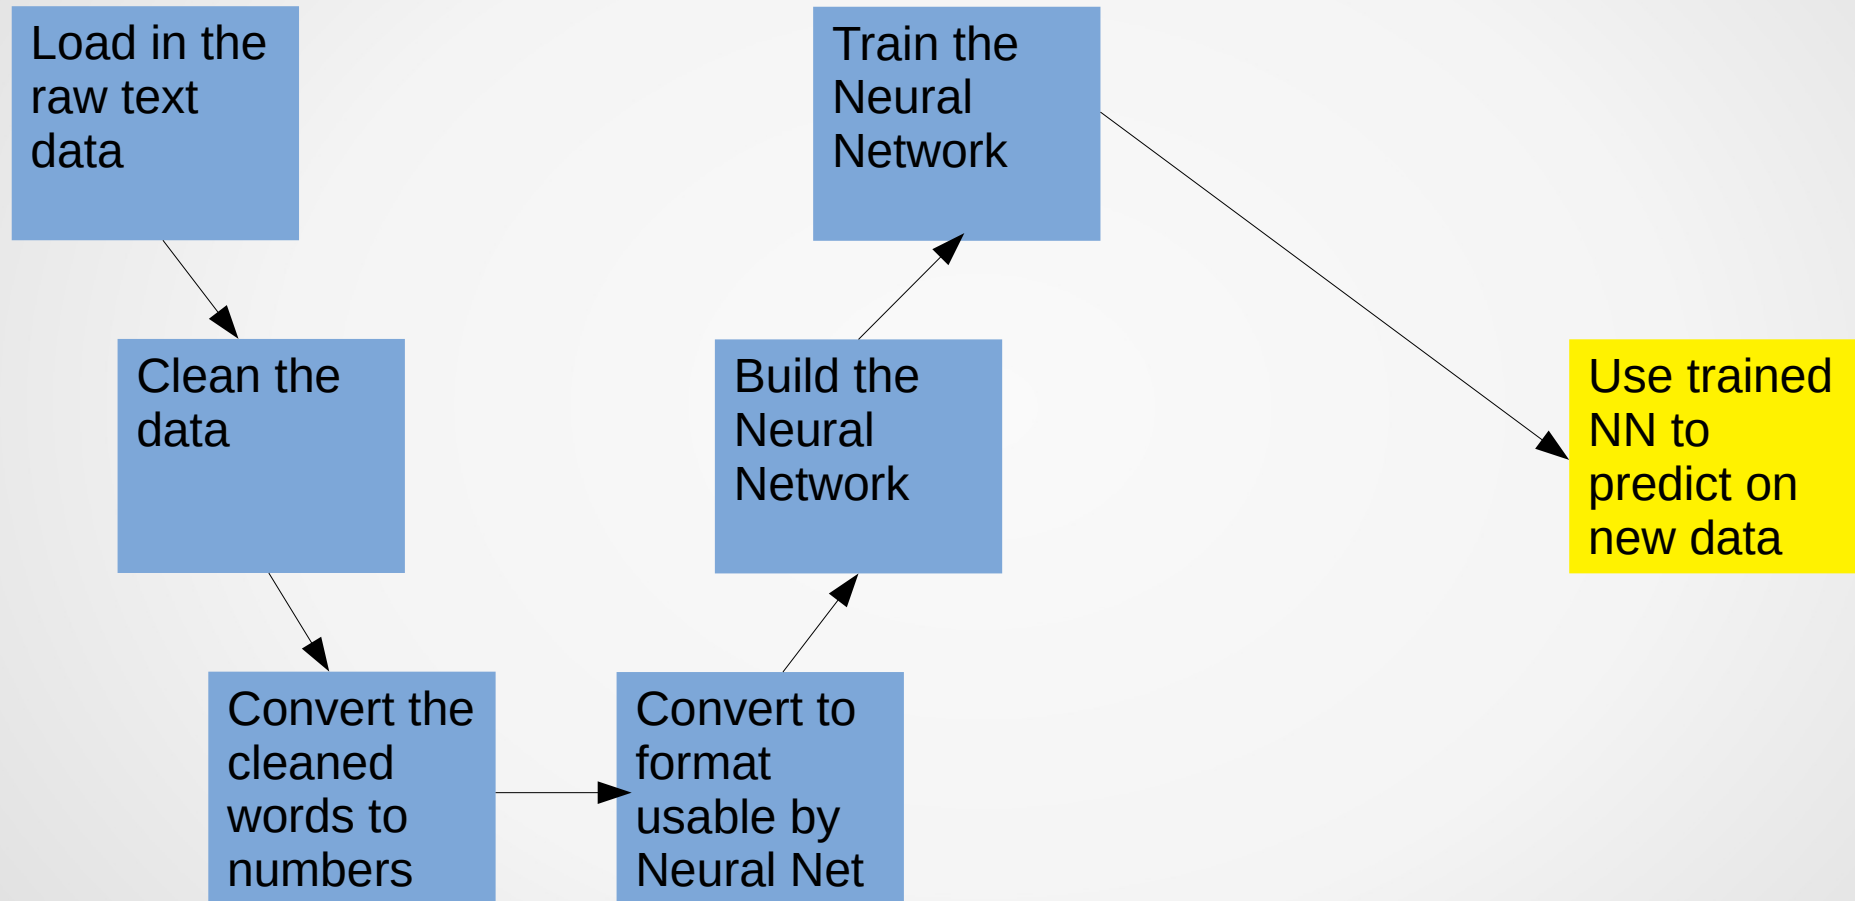 Load in the
raw text
data
Clean the
data
Convert the
cleaned
words to
numbers
Convert to
format
usable by
Neural Net
Build the
Neural
Network
Train the
Neural
Network
Use trained
NN to
predict on
new data